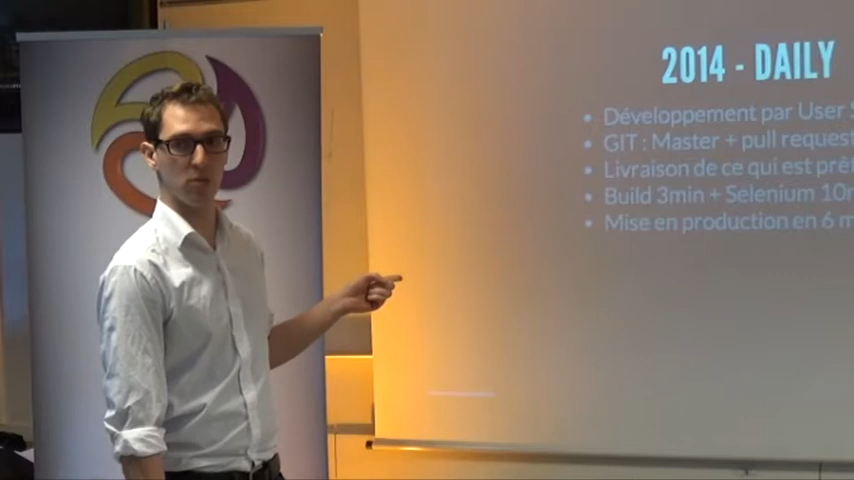 2014 - DAILY
• Développement par User
• GIT : Master + pull request
• Livraison de ce qui est
• Build 3min + Selenium
• Mise en production en 6